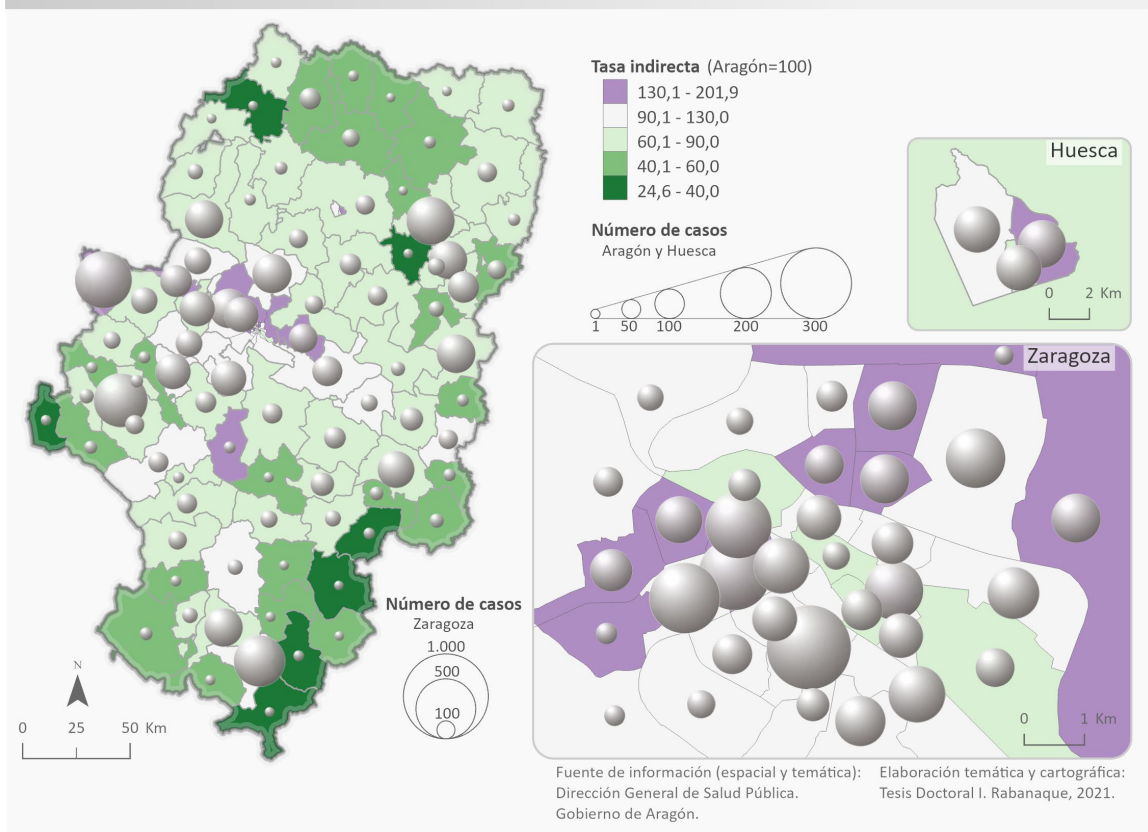 Tasa indirecta (Aragón=100)
130,1 - 201,9
90,1 - 130,0
60,1 - 90,0
40,1 - 60,0
24,6 - 40,0
Número de casos
Aragón y Huesca
1 50 100 200 300
Huesca
0 2 Km
Zaragoza
0 1 Km
Número de casos
Zaragoza
1.000
500
100
N
0 25 50 Km
Fuente de información (espacial y temática):
Dirección General de Salud Pública.
Gobierno de Aragón.
Elaboración temática y cartográfica:
Tesis Doctoral I. Rabanaque, 2021.